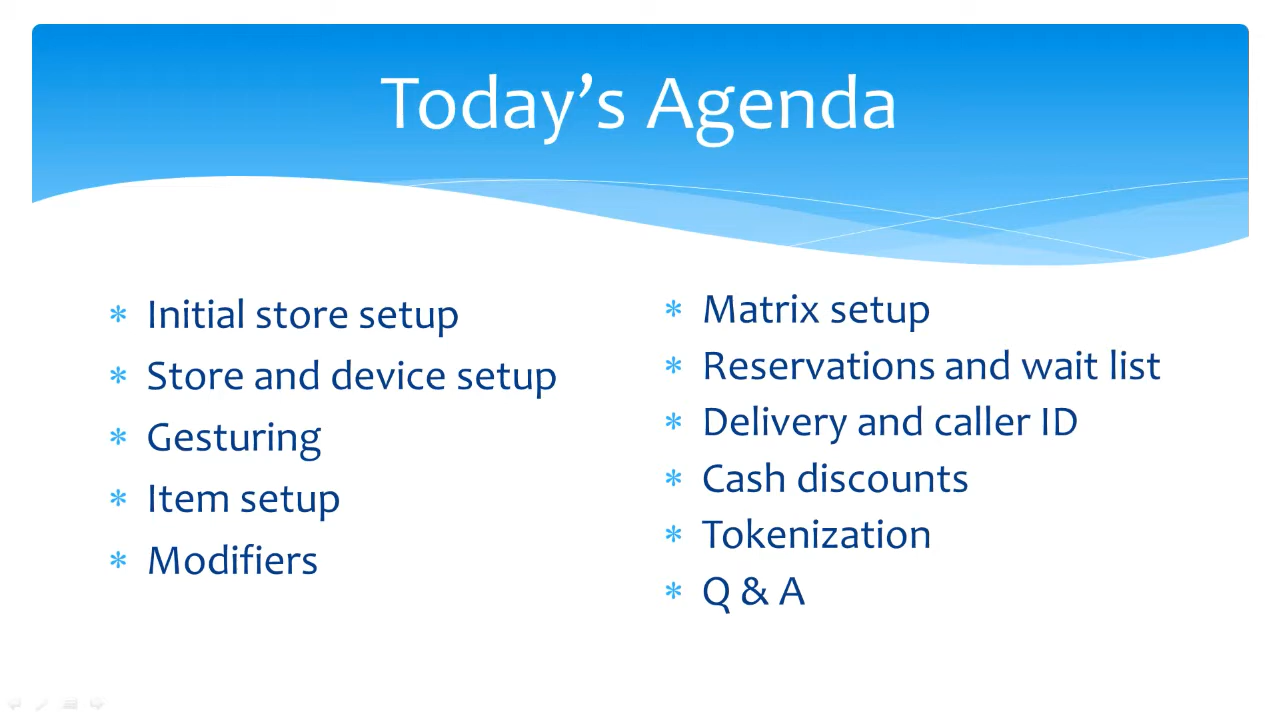 Today’s Agenda
* Initial store setup
* Store and device setup
* Gesturing
* Item setup
* Modifiers
* Matrix setup
* Reservations and wait list
* Delivery and caller ID
* Cash discounts
* Tokenization
* Q & A